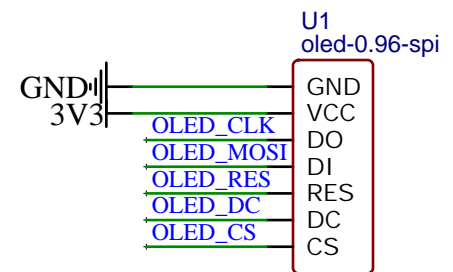 U1
oled-0.96-spi
GND GND
3V3 VCC
OLED_CLK DO
OLED_MOSI DI
OLED_RES RES
OLED_DC DC
OLED_CS CS